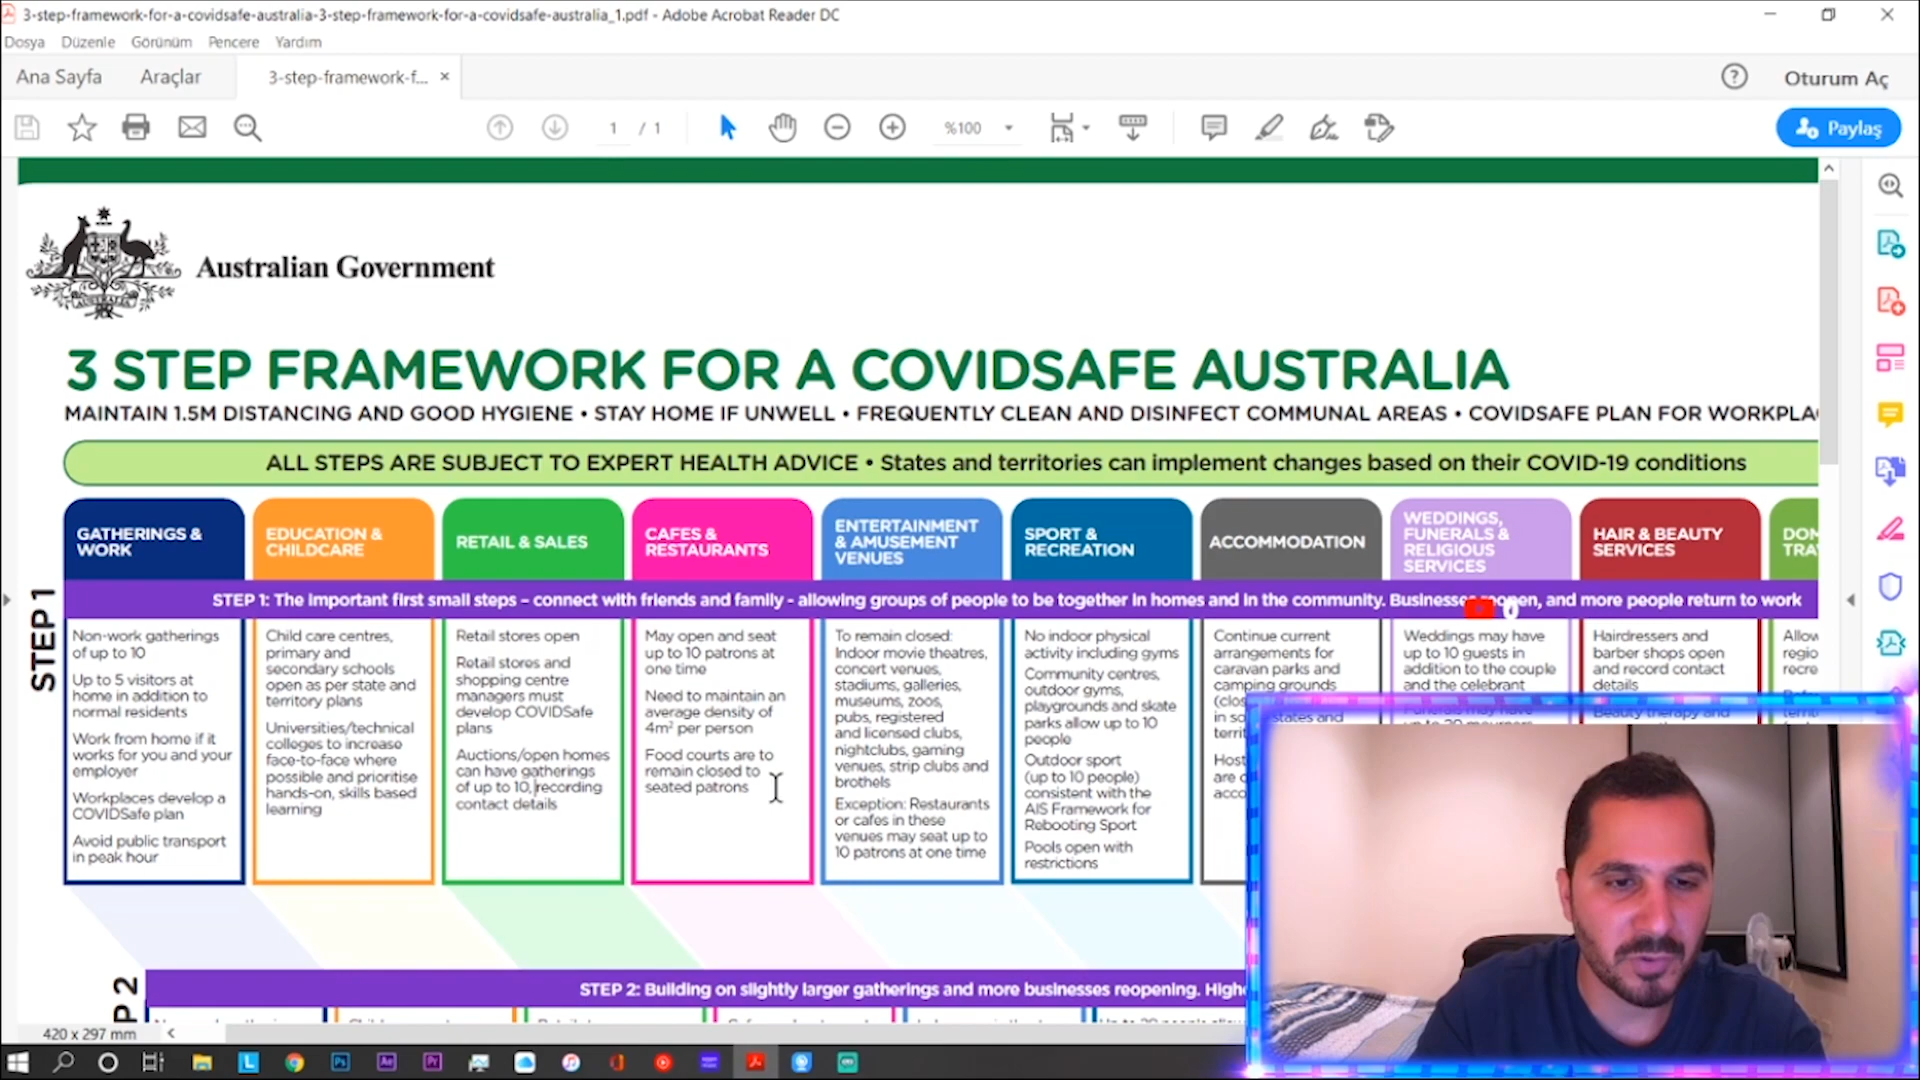 3-step-framework-for-a-covidsafe-australia-3-step-framework-for-a-covidsafe-australia_1.pdf - Adobe Acrobat Reader DC
Dosya Düzenle Görünüm Pencere Yardım
Ana Sayfa Araçlar 3-step-framework-f... Oturum Aç
1 / 1 %100 Paylaş
Australian Government
3 STEP FRAMEWORK FOR A COVIDSAFE AUSTRALIA
MAINTAIN 1.5M DISTANCING AND GOOD HYGIENE • STAY HOME IF UNWELL • FREQUENTLY CLEAN AND DISINFECT COMMUNAL AREAS • COVIDSAFE PLAN FOR
ALL STEPS ARE SUBJECT TO EXPERT HEALTH ADVICE • States and territories can implement changes based on their COVID-19 conditions
GATHERINGS &
WORK
EDUCATION &
CHILDCARE
RETAIL & SALES
CAFES &
RESTAURANTS
ENTERTAINMENT
& AMUSEMENT
VENUES
SPORT &
RECREATION
ACCOMMODATION
WEDDINGS,
FUNERALS &
RELIGIOUS
SERVICES
HAIR & BEAUTY
SERVICES
STEP 1
STEP 1: The important first small steps – connect with friends and family - allowing groups of people to be together in homes and in the community. Businesses reopen, and more people return to work
Non-work gatherings
of up to 10
Up to 5 visitors at
home in addition to
normal residents
Work from home if it
works for you and your
employer
Workplaces develop a
COVIDSafe plan
Avoid public transport
in peak hour
Child care centres,
primary and
secondary schools
open as per state and
territory plans
Universities/technical
colleges to increase
face-to-face where
possible and prioritise
hands-on, skills based
learning
Retail stores open
Retail stores and
shopping centre
managers must
develop COVIDSafe
plans
Auctions/open homes
can have gatherings
of up to 10, recording
contact details
May open and seat
up to 10 patrons at
one time
Need to maintain an
average density of
4m² per person
Food courts are to
remain closed to
seated patrons
To remain closed:
Indoor movie theatres,
concert venues,
stadiums, galleries,
museums, zoos,
pubs, registered
and licensed clubs,
nightclubs, gaming
venues, strip clubs and
brothels
Exception: Restaurants
or cafes in these
venues may seat up to
10 patrons at one time
No indoor physical
activity including gyms
Community centres,
outdoor gyms,
playgrounds and skate
parks allow up to 10
people
Outdoor sport
(up to 10 people)
consistent with the
AIS Framework for
Rebooting Sport
Pools open with
restrictions
Continue current
arrangements for
caravan parks and
camping grounds
states and
Weddings may have
up to 10 guests in
addition to the couple
and the celebrant
Hairdressers and
barber shops open
and record contact
details
Beauty therapy and
Allow
STEP 2: Building on slightly larger gatherings and more businesses reopening.
420 x 297 mm